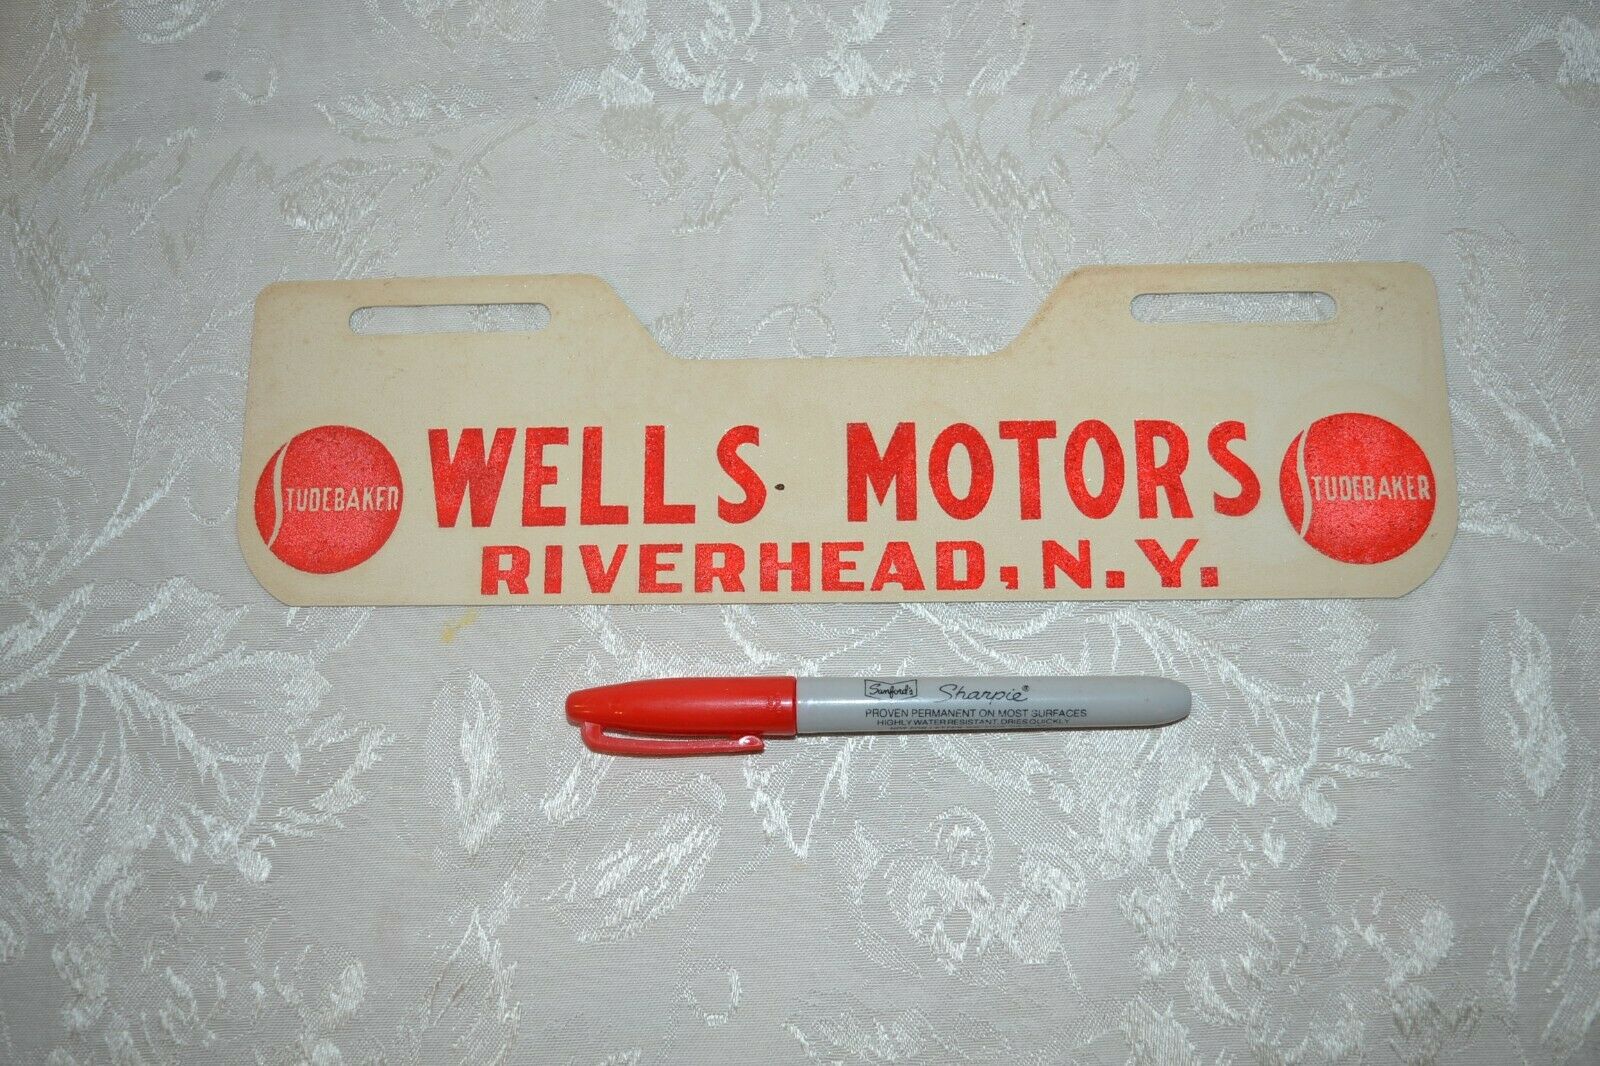 STUDEBAKER
WELLS MOTORS
STUDEBAKER
RIVERHEAD, N.Y.
Sanford's Sharpie®
PROVEN PERMANENT ON MOST SURFACES
HIGHLY WATER RESISTANT, DRIES QUICKLY